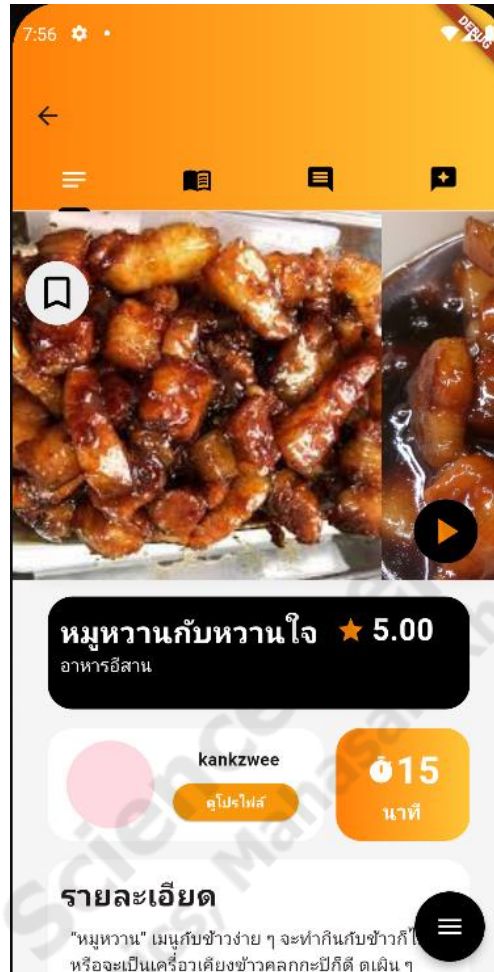 7:56
DEBUG
หมูหวานกับหวานใจ
5.00
อาหารอีสาน
kankzwee
ดูโปรไฟล์
15
นาที
รายละเอียด
"หมูหวาน" เมนูกับข้าวง่าย ๆ จะทำกินกับข้าวก็
หรือจะเป็นเครื่องเคียงข้าวคลุกกะปิก็ดี
Science